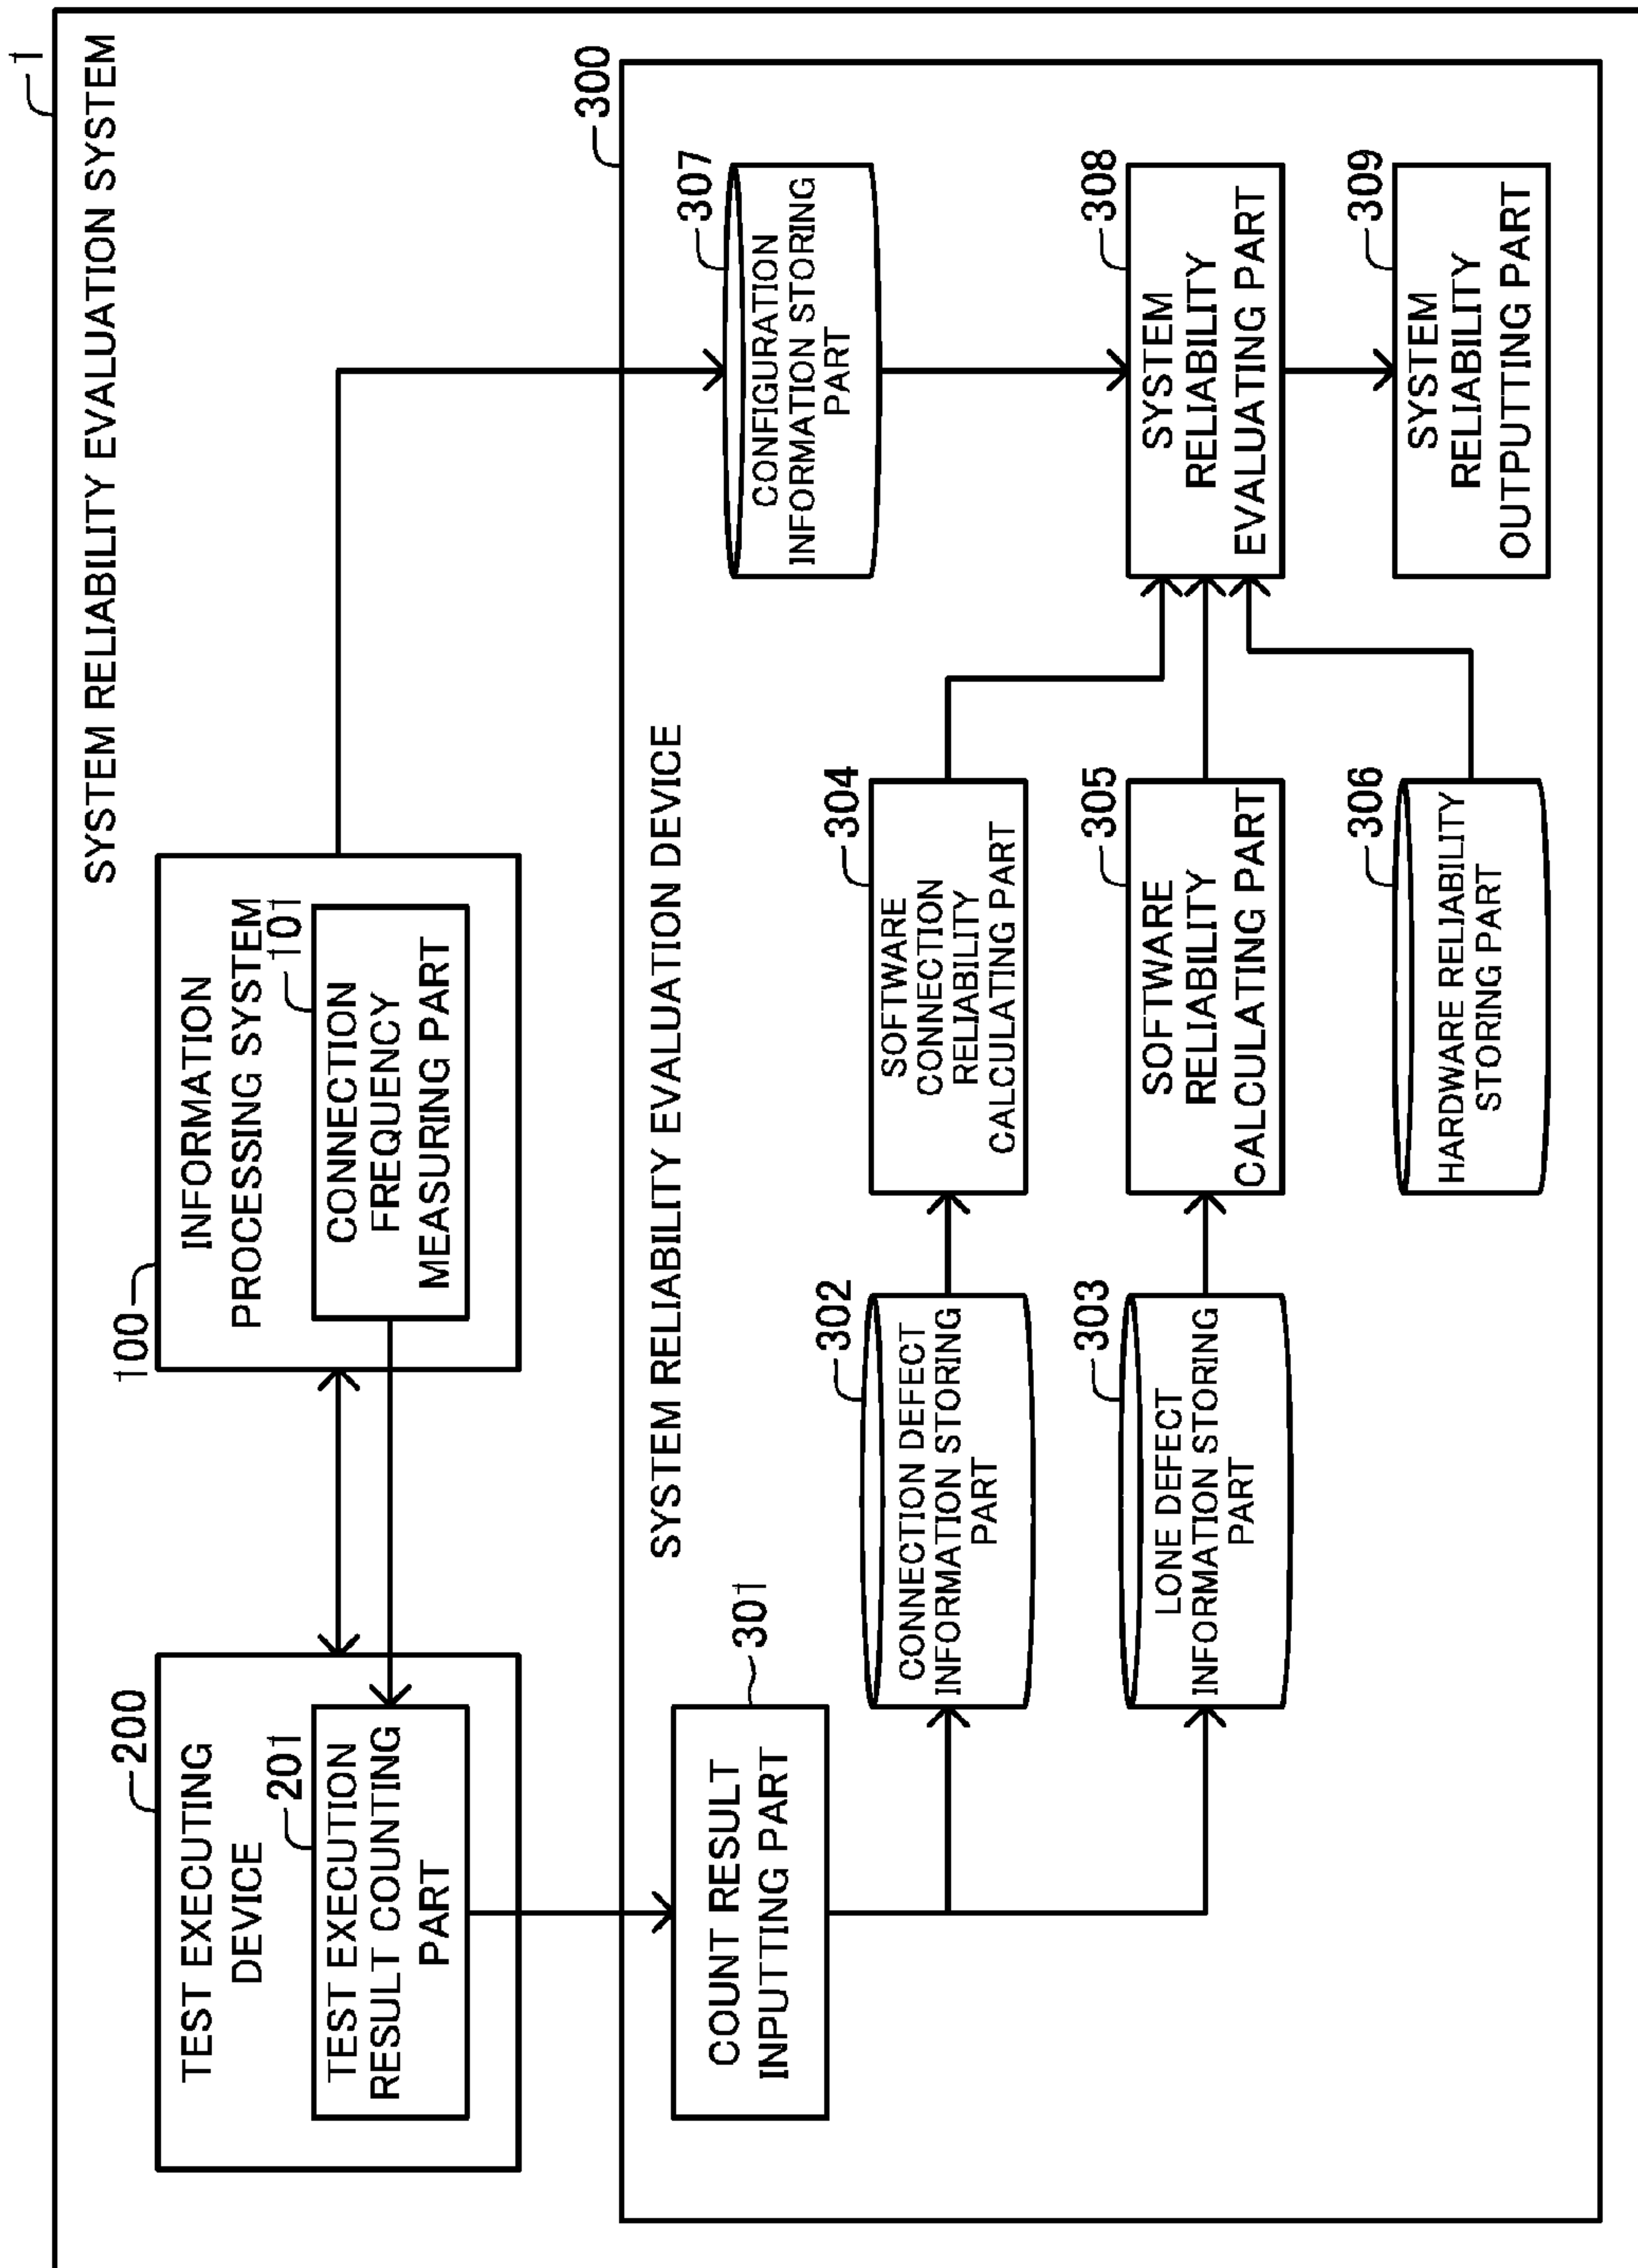 1
SYSTEM RELIABILITY EVALUATION SYSTEM
200
TEST EXECUTING
DEVICE
201
TEST EXECUTION
RESULT COUNTING
PART
100
INFORMATION
PROCESSING SYSTEM
101
CONNECTION
FREQUENCY
MEASURING PART
300
SYSTEM RELIABILITY EVALUATION DEVICE
301
COUNT RESULT
INPUTTING PART
302
CONNECTION DEFECT
INFORMATION STORING
PART
303
LONE DEFECT
INFORMATION STORING
PART
304
SOFTWARE
CONNECTION
RELIABILITY
CALCULATING PART
305
SOFTWARE
RELIABILITY
CALCULATING PART
306
HARDWARE RELIABILITY
STORING PART
307
CONFIGURATION
INFORMATION STORING
PART
308
SYSTEM
RELIABILITY
EVALUATING PART
309
SYSTEM
RELIABILITY
OUTPUTTING PART